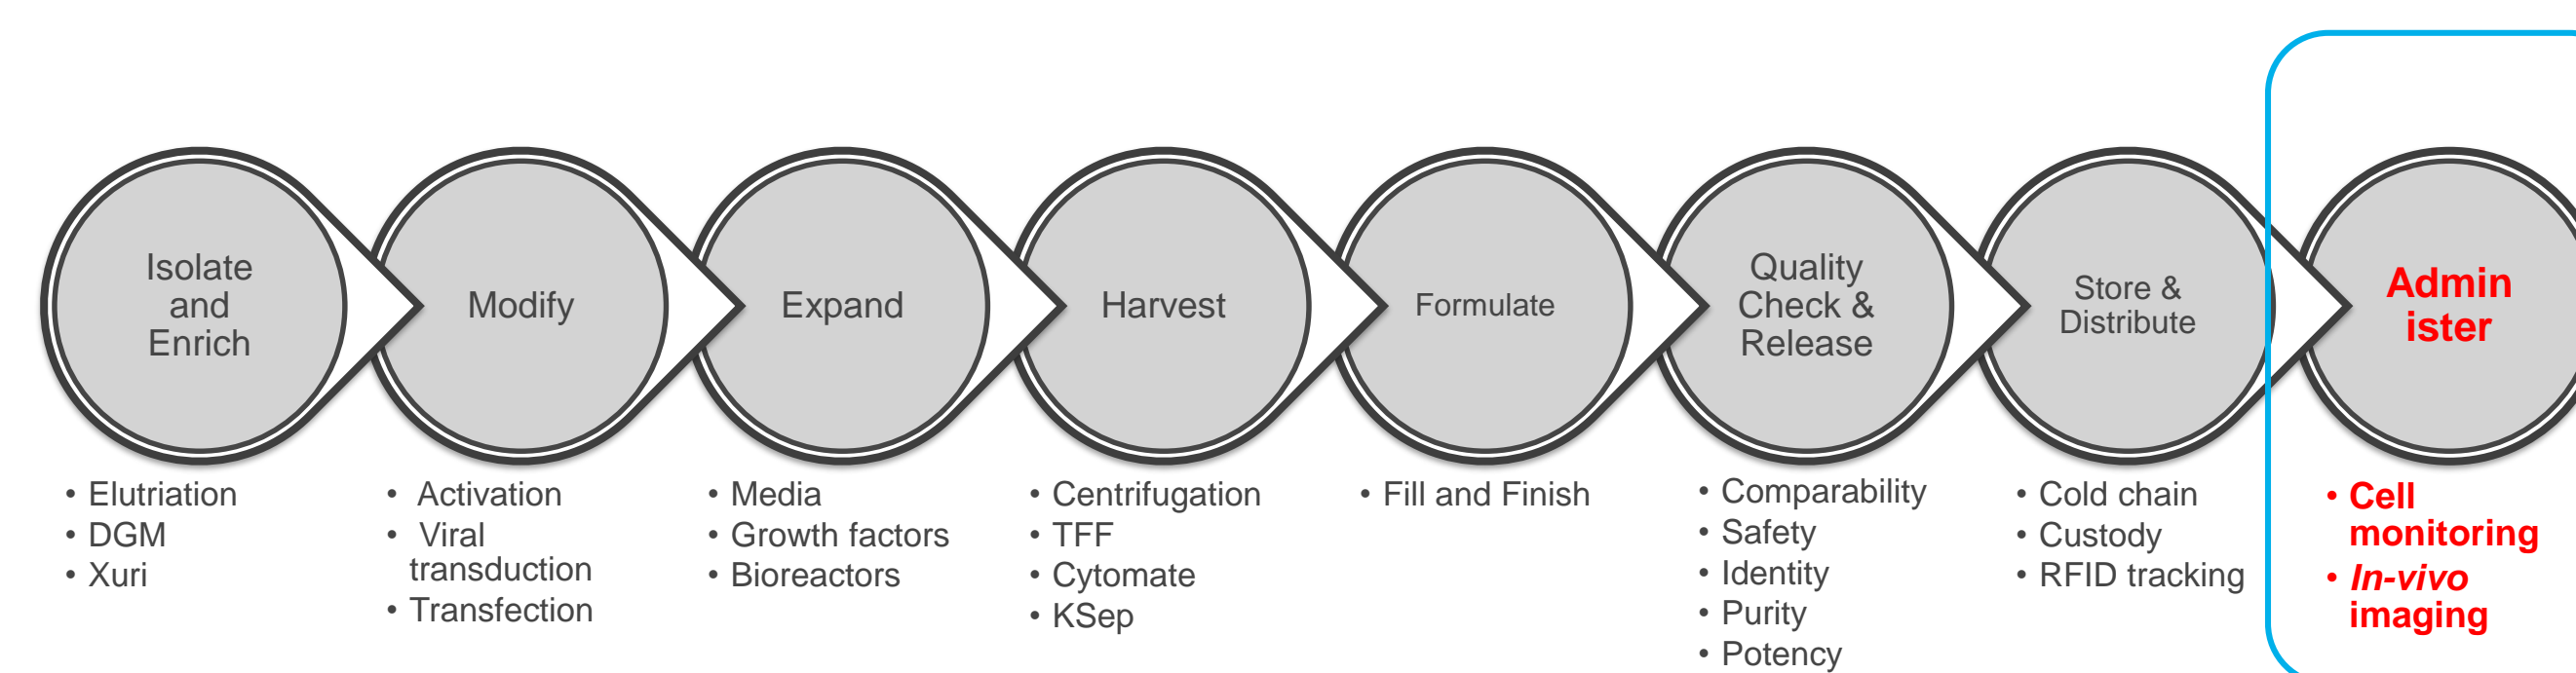 Isolate
and
Enrich
• Elutriation
• DGM
• Xuri
Modify
• Activation
• Viral
transduction
• Transfection
Expand
• Media
• Growth factors
• Bioreactors
Harvest
• Centrifugation
• TFF
• Cytomate
• KSep
Formulate
• Fill and Finish
Quality
Check &
Release
• Comparability
• Safety
• Identity
• Purity
• Potency
Store &
Distribute
• Cold chain
• Custody
• RFID tracking
Admin
ister
• Cell
monitoring
• In-vivo
imaging